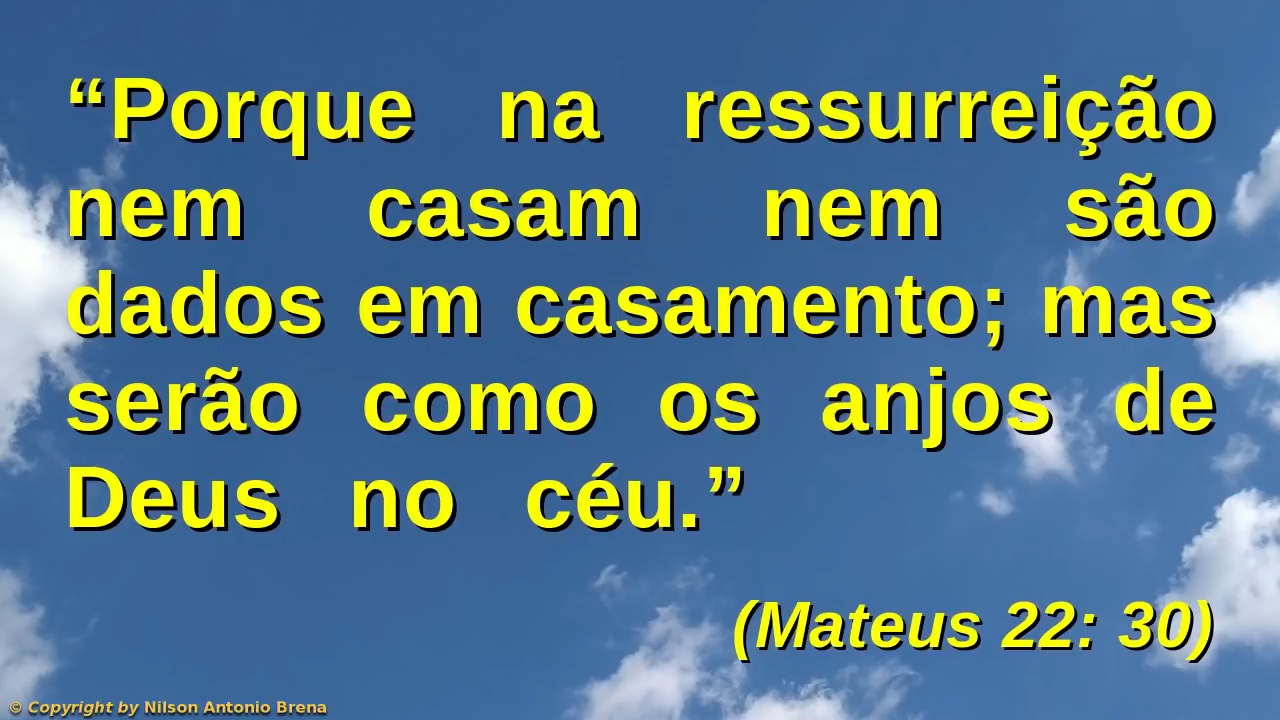 “Porque na ressurreição
nem casam nem são
dados em casamento; mas
serão como os anjos de
Deus no céu.”
(Mateus 22: 30)
© Copyright by Nilson Antonio Brena